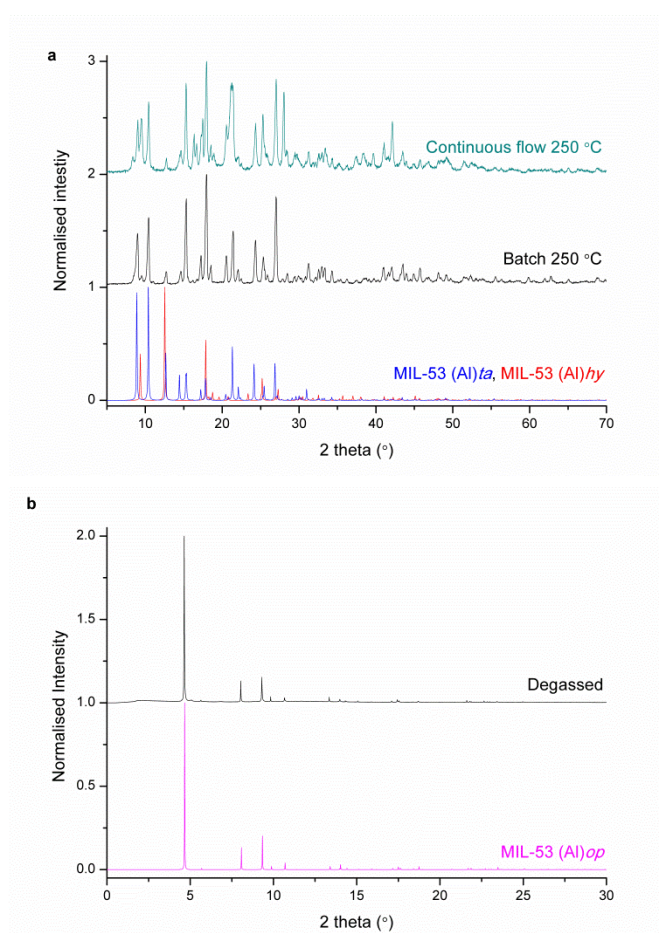 a
3
Continuous flow 250 °C
2
Normalised intestiy
Batch 250 °C
1
MIL-53 (Al)ta, MIL-53 (Al)hy
0
10 20 30 40 50 60 70
2 theta (°)
b
2.0
1.5
Normalised Intensity
Degassed
1.0
0.5
MIL-53 (Al)op
0.0
0 5 10 15 20 25 30
2 theta (°)